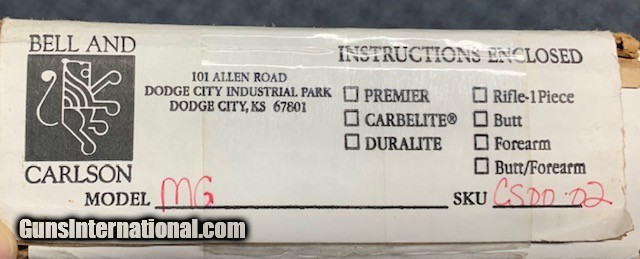 BELL AND
CARLSON
INSTRUCTIONS ENCLOSED
101 ALLEN ROAD
DODGE CITY INDUSTRIAL PARK
DODGE CITY, KS 67801
☐ PREMIER
☐ CARBELITE®
☐ DURALITE
☐ Rifle-1Piece
☐ Butt
☐ Forearm
☐ Butt/Forearm
MODEL MG
SKU CSDD-02
GunsInternational.com